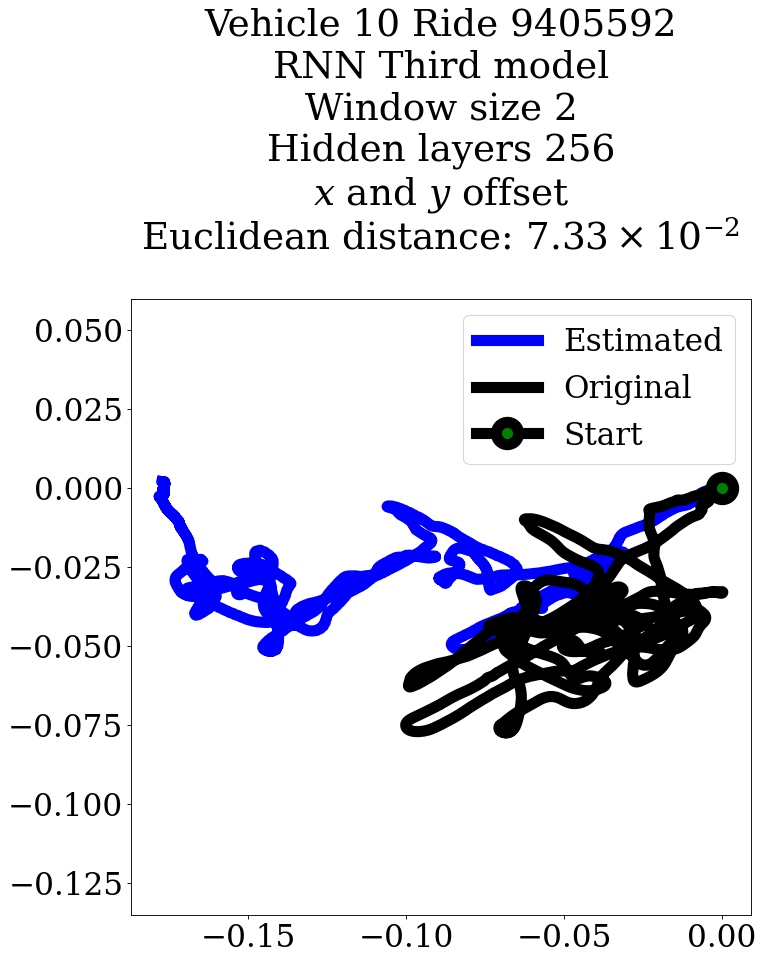 Vehicle 10 Ride 9405592
RNN Third model
Window size 2
Hidden layers 256
x and y offset
Euclidean distance: 7.33 × 10⁻²
Estimated
Original
Start
0.050
0.025
0.000
−0.025
−0.050
−0.075
−0.100
−0.125
−0.15 −0.10 −0.05 0.00